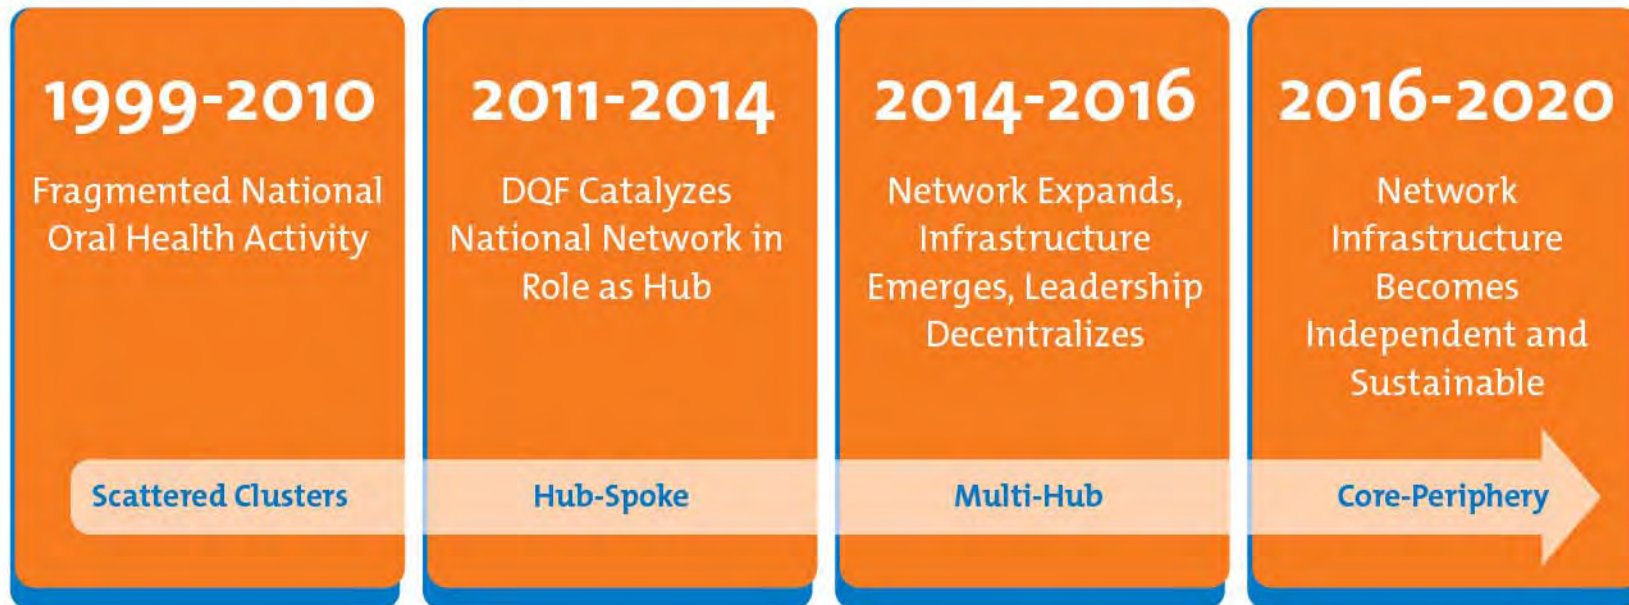 1999-2010
Fragmented National
Oral Health Activity
Scattered Clusters
2011-2014
DQF Catalyzes
National Network in
Role as Hub
Hub-Spoke
2014-2016
Network Expands,
Infrastructure
Emerges, Leadership
Decentralizes
Multi-Hub
2016-2020
Network
Infrastructure
Becomes
Independent and
Sustainable
Core-Periphery